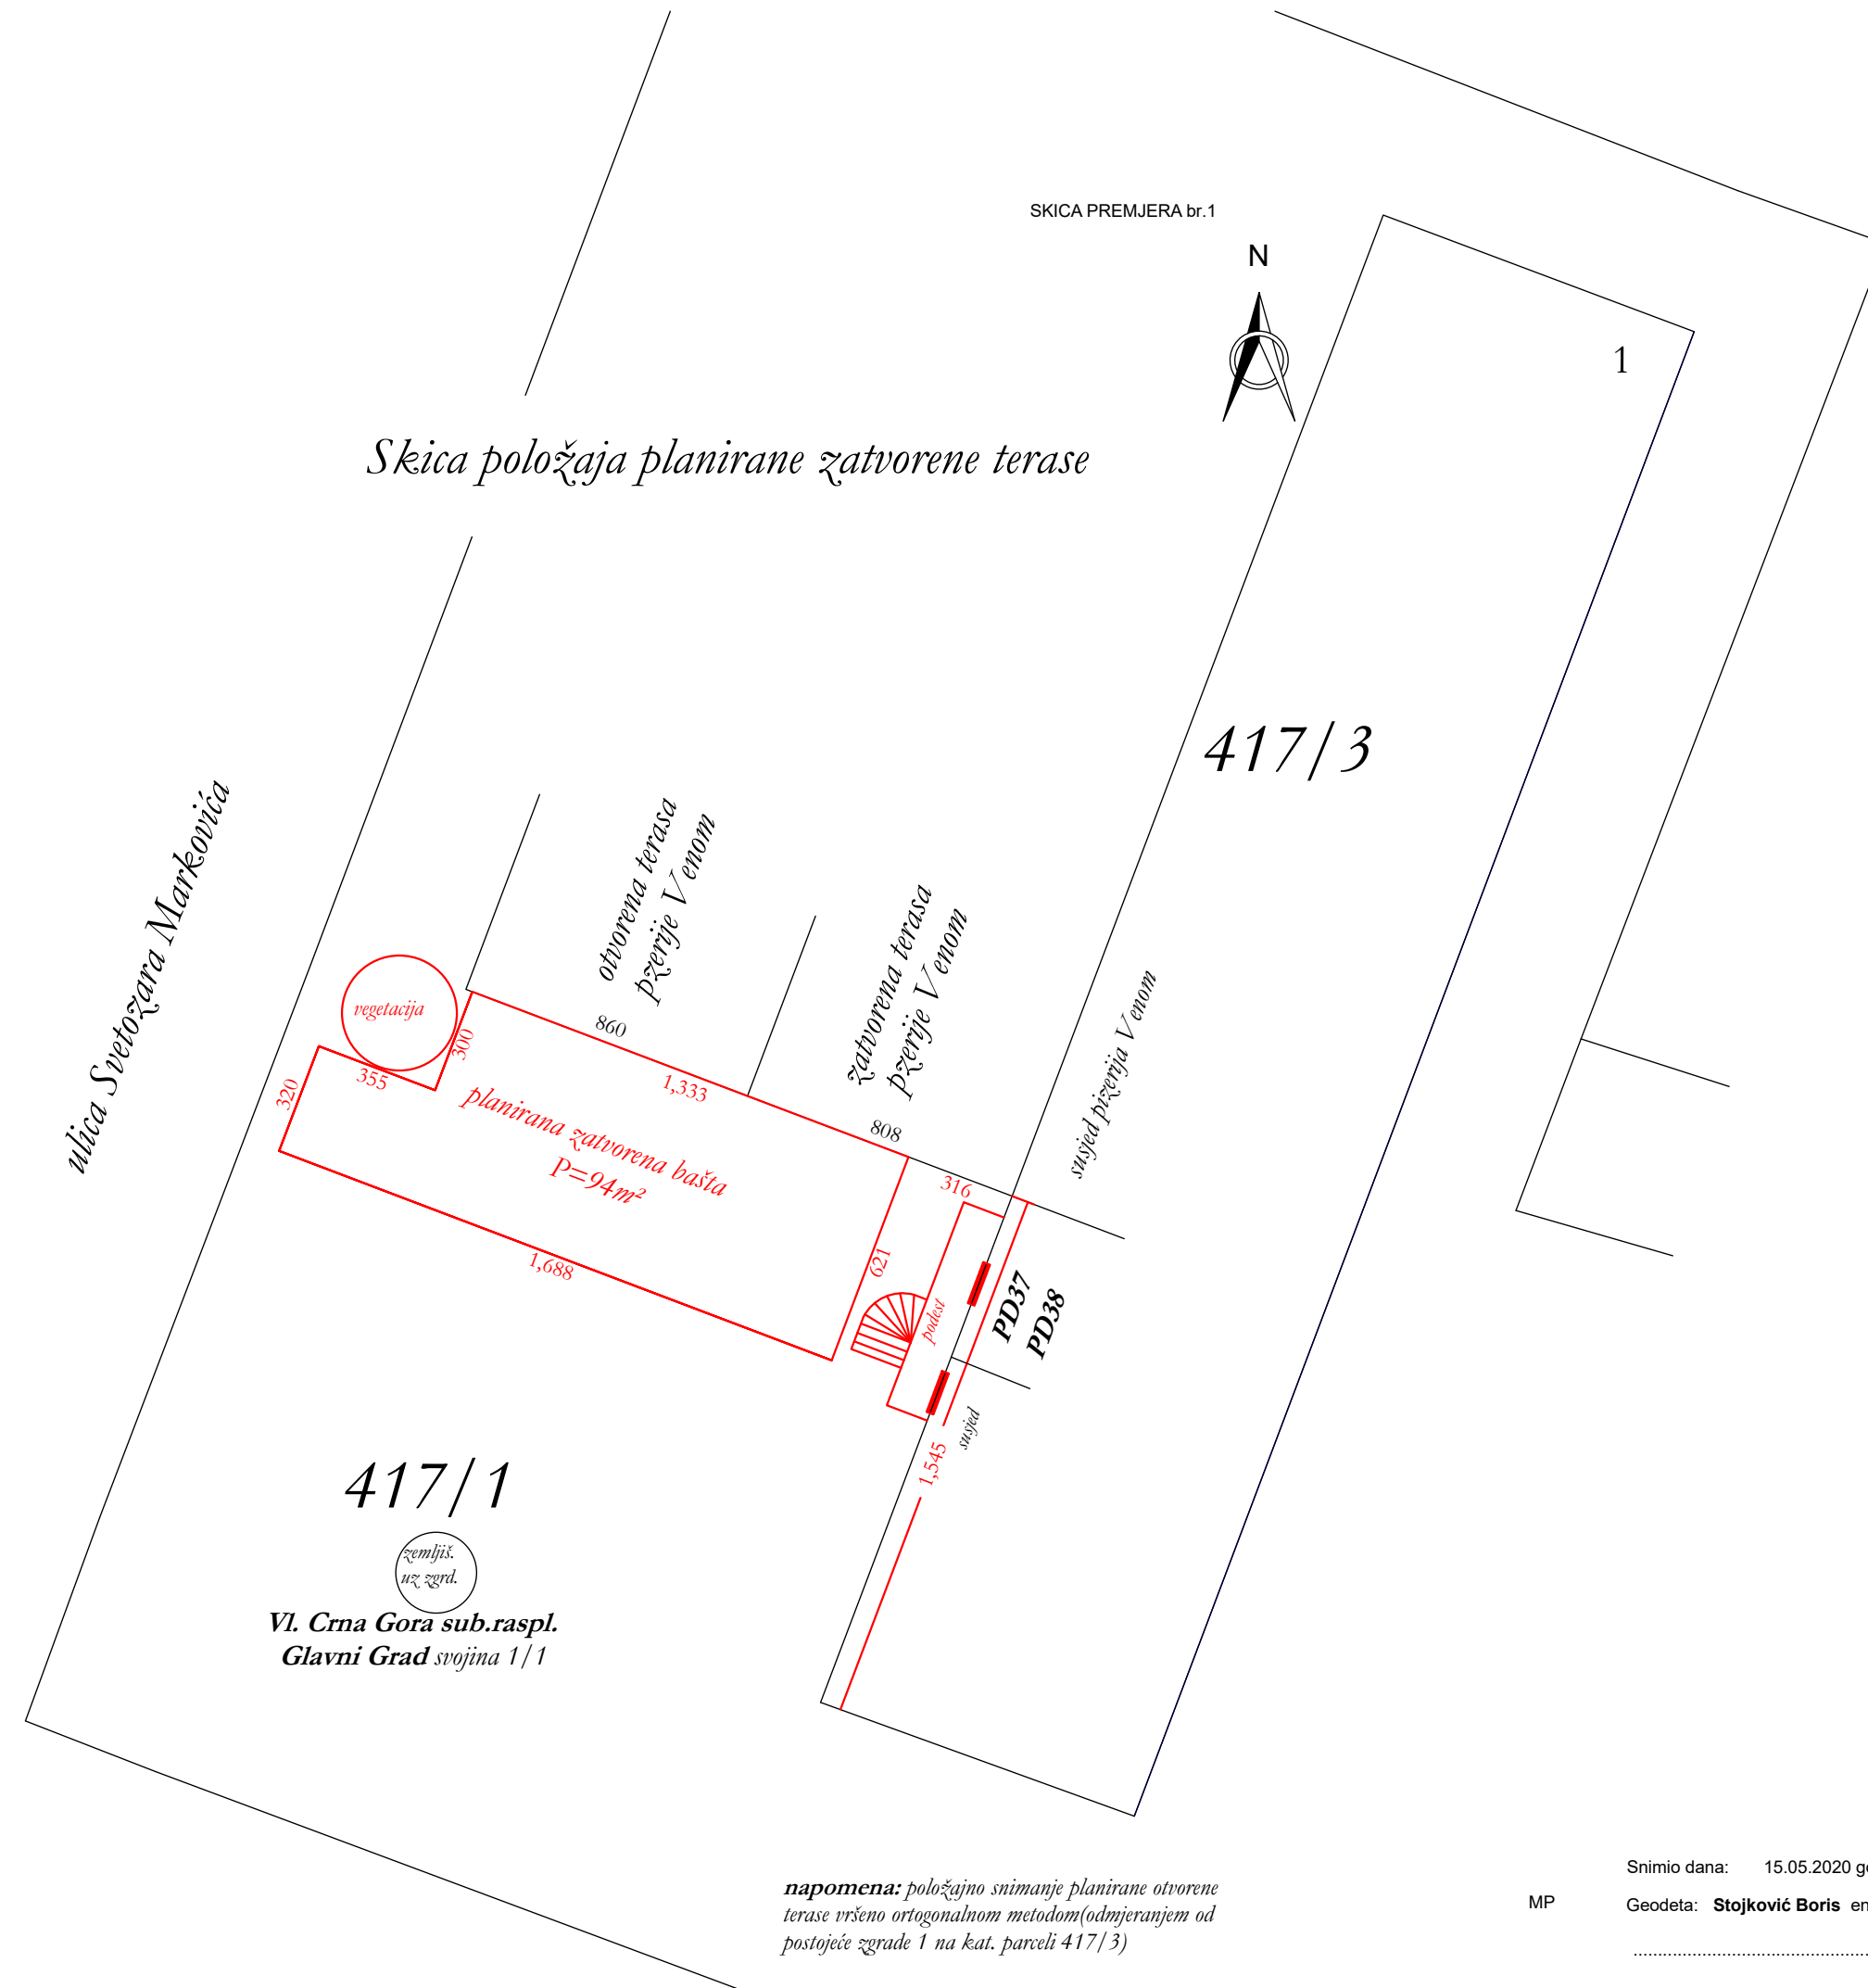 SKICA PREMJERA br.1
N
1
Skica položaja planirane zatvorene terase
417/3
ulica Svetozara Markovića
otvorena terasa
pzerije Venom
zatvorena terasa
pzerije Venom
susjed pizerija Venom
vegetacija
860
300
355
320
1,333
808
planirana zatvorena bašta
P=94m²
316
621
1,688
podest
PD37
PD38
susjed
1,545
417/1
zemljiš.
uz zgrd.
Vl. Crna Gora sub.raspl.
Glavni Grad svojina 1/1
napomena: položajno snimanje planirane otvorene
terase vršeno ortogonalnom metodom(odmjeranjem od
postojeće zgrade 1 na kat. parceli 417/3)
MP
Snimio dana: 15.05.2020
Geodeta: Stojković Boris